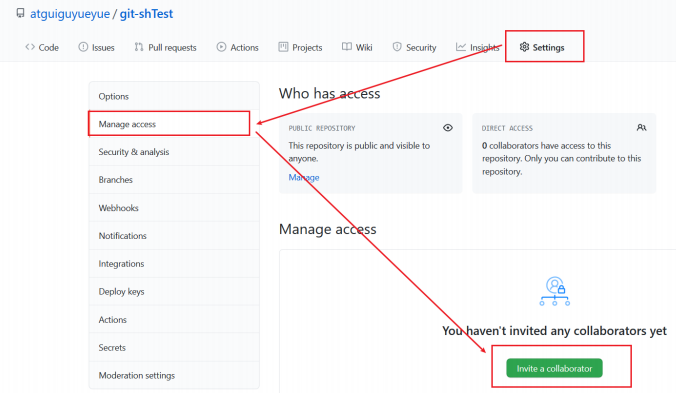 atguiguyueyue / git-shTest
Code Issues Pull requests Actions Projects Wiki Security Insights Settings
Options
Manage access
Security & analysis
Branches
Webhooks
Notifications
Integrations
Deploy keys
Actions
Secrets
Moderation settings
Who has access
PUBLIC REPOSITORY
This repository is public and visible to
anyone.
Manage
DIRECT ACCESS
0 collaborators have access to this
repository. Only you can contribute to this
repository.
Manage access
You haven't invited any collaborators yet
Invite a collaborator